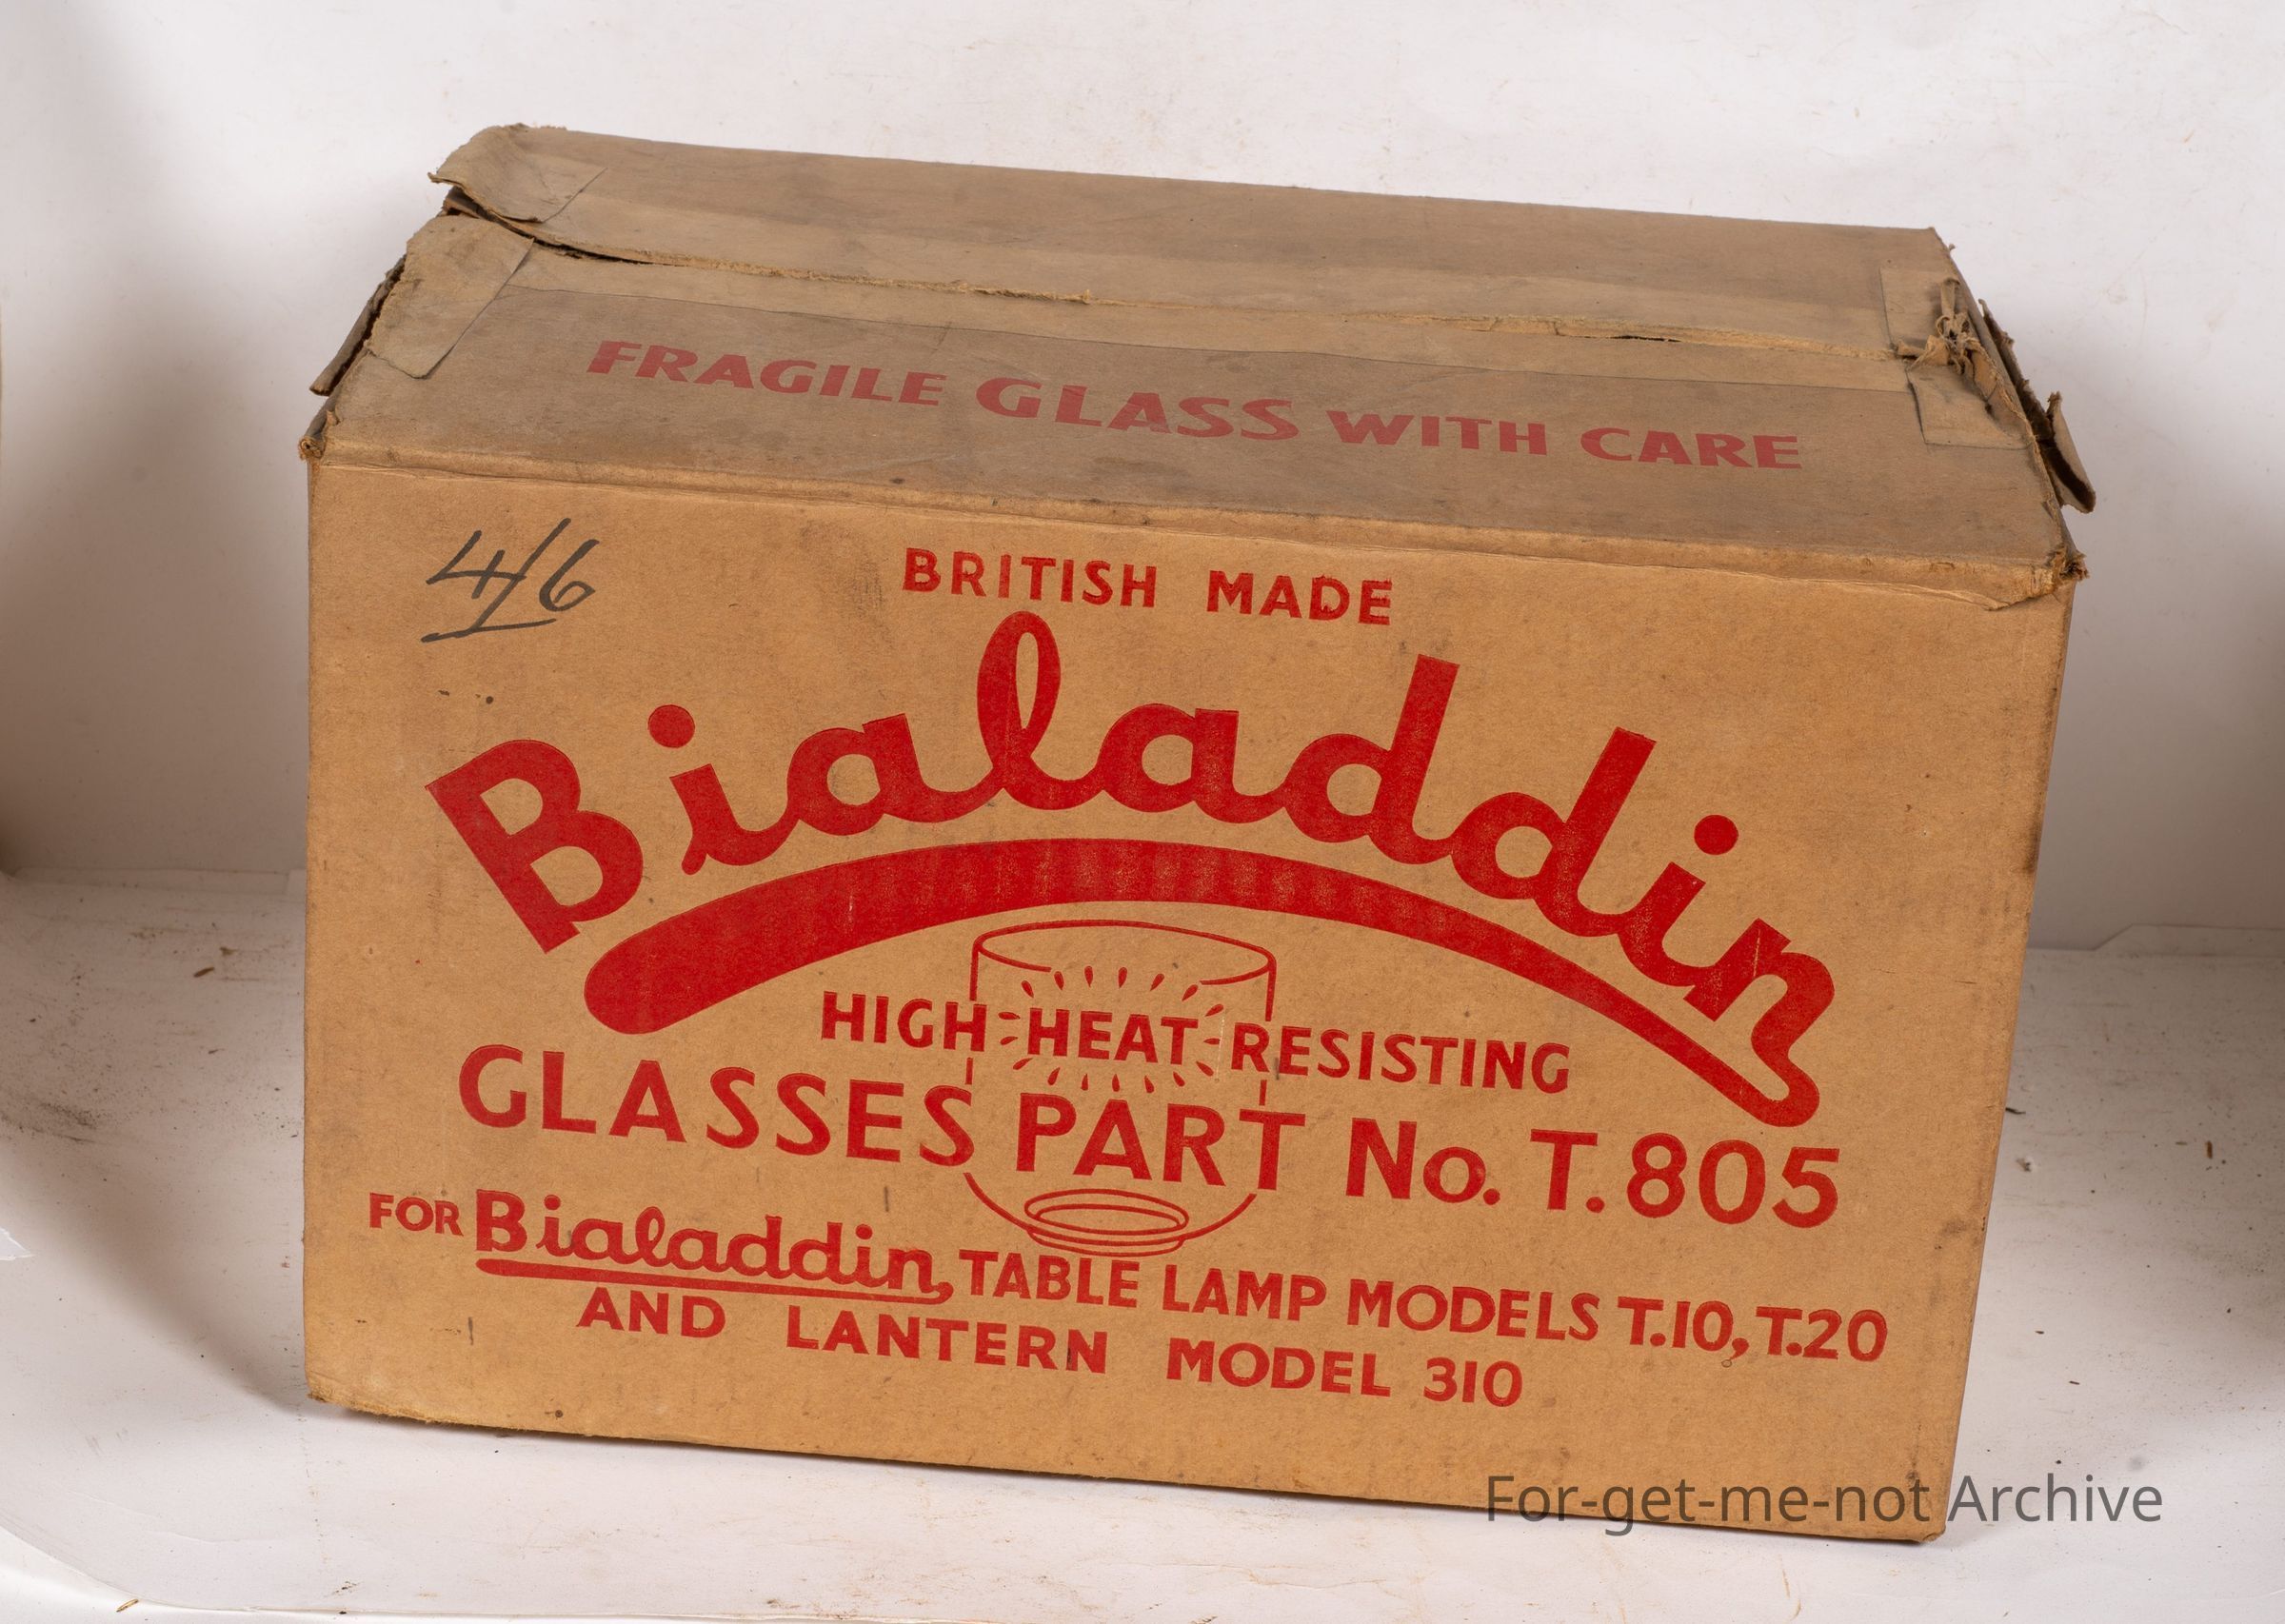 FRAGILE GLASS WITH CARE
4/6
BRITISH MADE
Bialaddin
HIGH HEAT RESISTING
GLASSES PART No. T.805
FOR Bialaddin TABLE LAMP MODELS T.10, T.20
AND LANTERN MODEL 310
For-get-me-not Archive